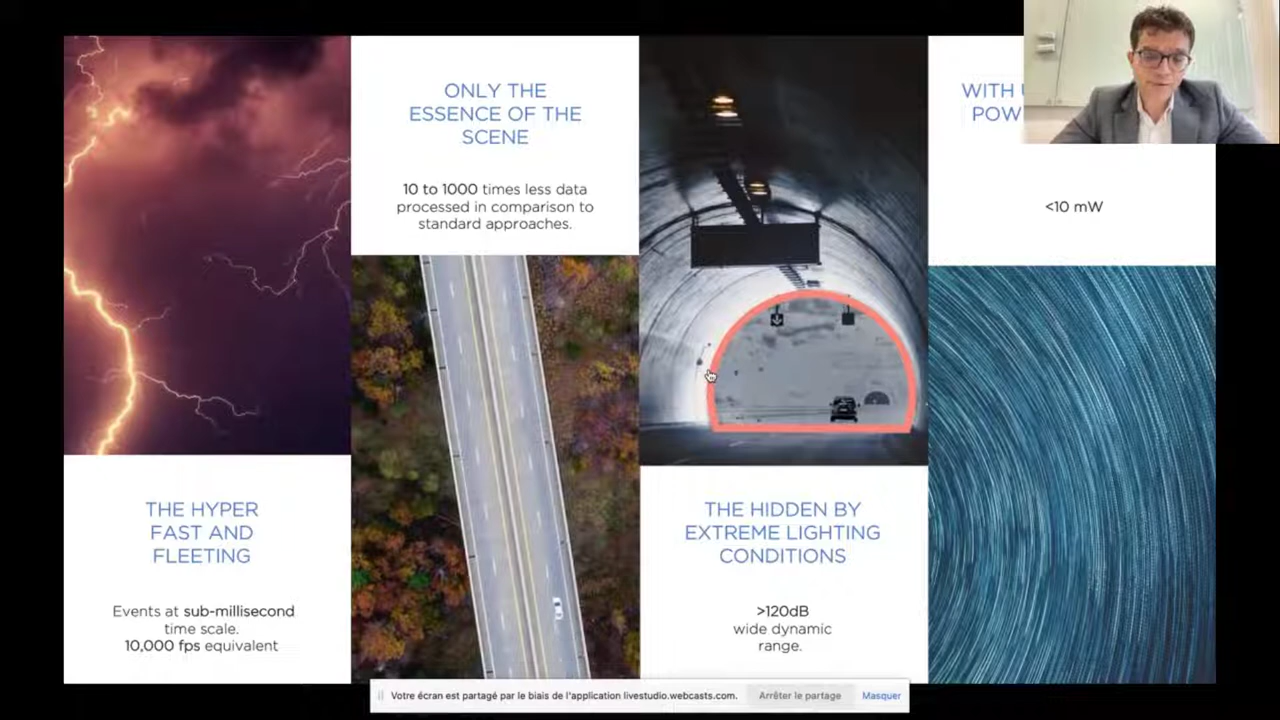 ONLY THE
ESSENCE OF THE
SCENE
10 to 1000 times less data
processed in comparison to
standard approaches.
WITH
POW
<10 mW
THE HYPER
FAST AND
FLEETING
Events at sub-millisecond
time scale.
10,000 fps equivalent
THE HIDDEN BY
EXTREME LIGHTING
CONDITIONS
>120dB
wide dynamic
range.
Votre écran est partagé par le biais de l'application livestudio.webcasts.com.
Arrêter le partage
Masquer